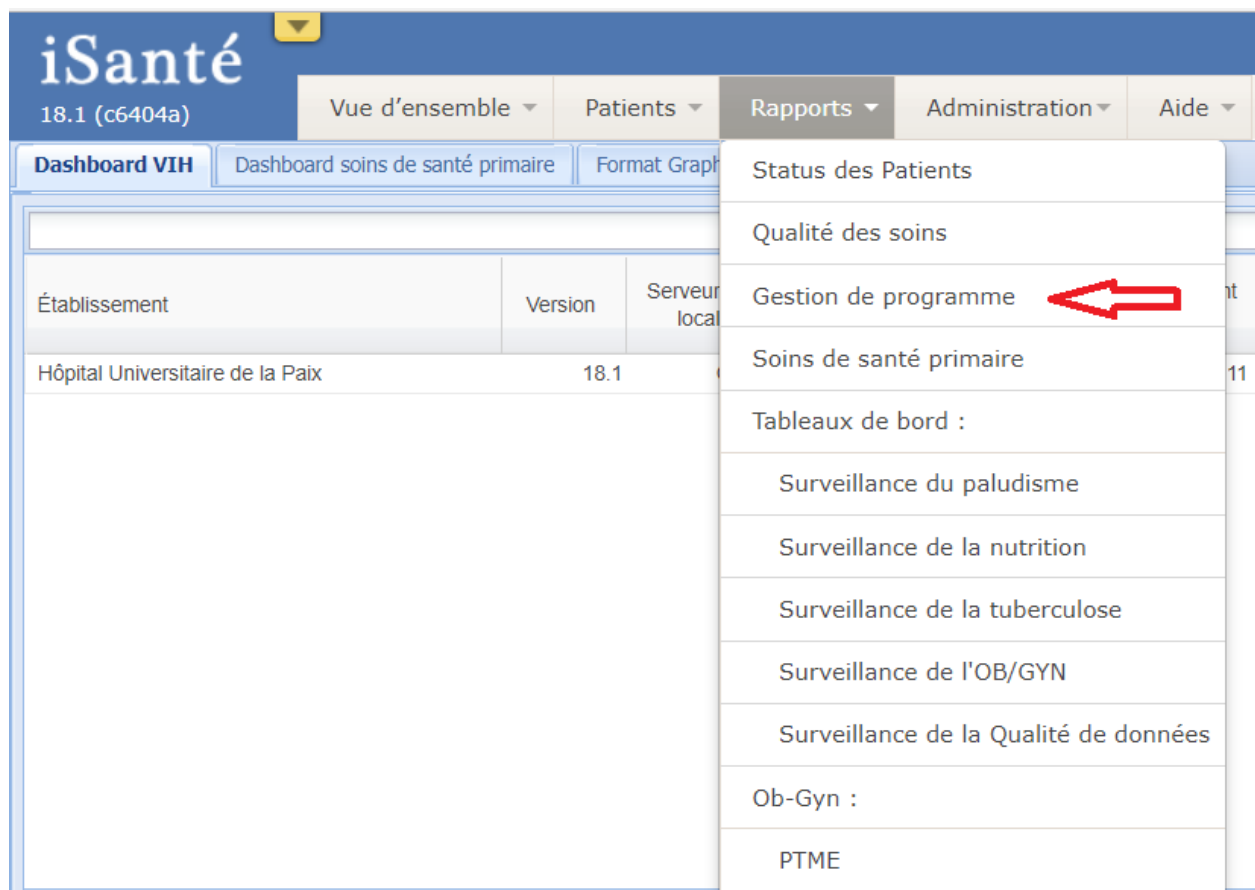 iSanté
18.1 (c6404a)
Vue d’ensemble Patients Rapports Administration Aide
Dashboard VIH Dashboard soins de santé primaire Format Graph
Établissement Version Serveur local
Hôpital Universitaire de la Paix 18.1 11
Status des Patients
Qualité des soins
Gestion de programme
Soins de santé primaire
Tableaux de bord :
Surveillance du paludisme
Surveillance de la nutrition
Surveillance de la tuberculose
Surveillance de l'OB/GYN
Surveillance de la Qualité de données
Ob-Gyn :
PTME